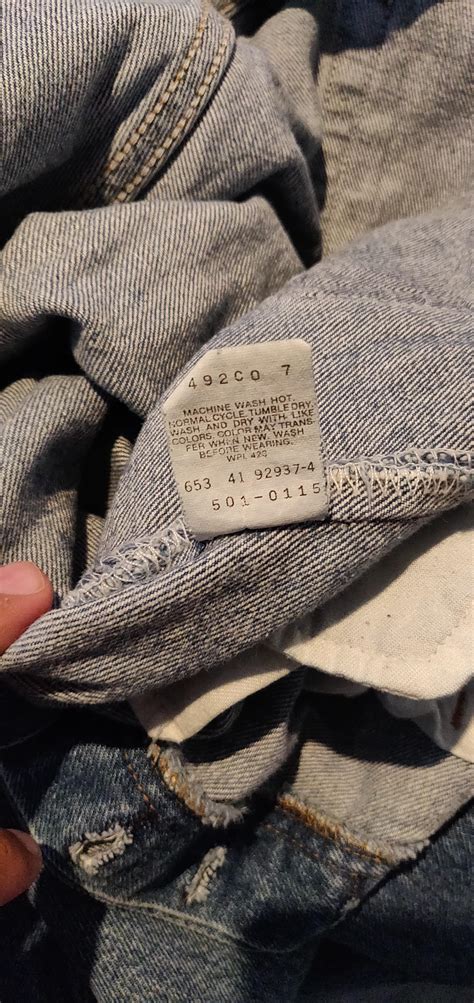 492C0 7
MACHINE WASH HOT,
NORMAL CYCLE, TUMBLE DRY.
WASH AND DRY WITH LIKE
COLORS. COLOR MAY TRANS
FER WHEN NEW. WASH
BEFORE WEARING.
WPL 423
653 41 92937-4
501-0115